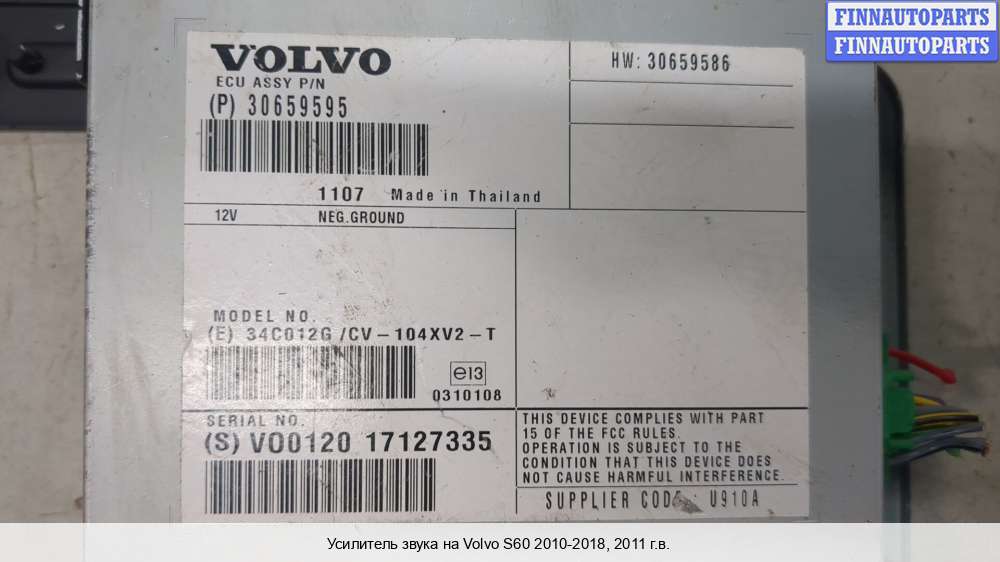 FINNAUTOPARTS
FINNAUTOPARTS
VOLVO
ECU ASSY P/N
(P) 30659595
HW: 30659586
1107 Made in Thailand
12V NEG.GROUND
MODEL NO.
(E) 34C012G /CV-104XV2-T
e13
0310108
SERIAL NO.
(S) VO0120 17127335
THIS DEVICE COMPLIES WITH PART
15 OF THE FCC RULES.
OPERATION IS SUBJECT TO THE
CONDITION THAT THIS DEVICE DOES
NOT CAUSE HARMFUL INTERFERENCE.
SUPPLIER CODE : U910A
Усилитель звука на Volvo S60 2010-2018, 2011 г.в.